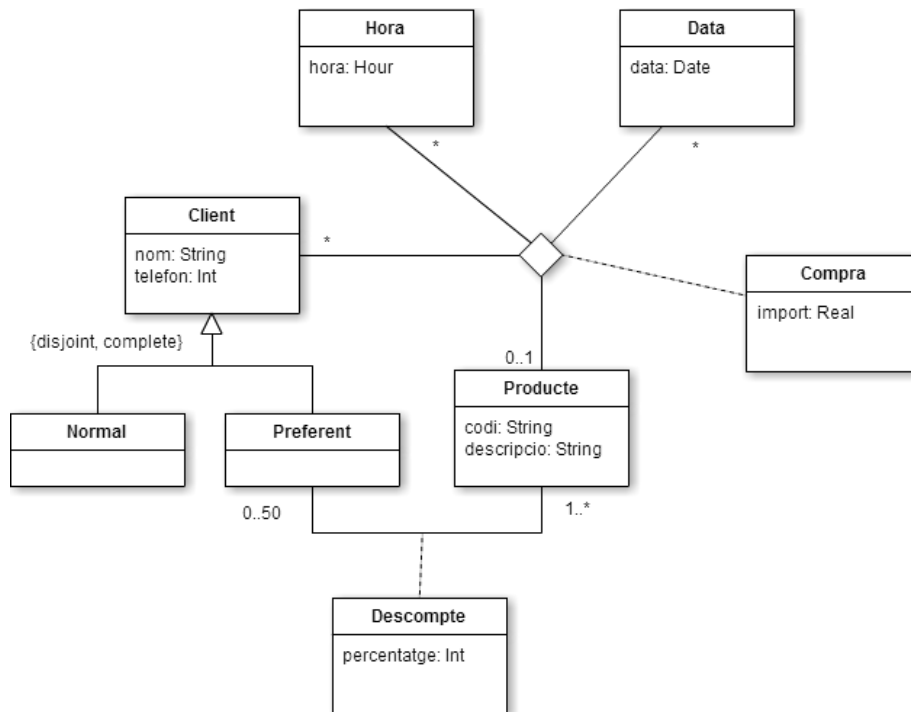 Hora
hora: Hour
Data
data: Date
*
*
Client
nom: String
telefon: Int
*
Compra
import: Real
{disjoint, complete}
0..1
Producte
codi: String
descripcio: String
Normal
Preferent
0..50
1..*
Descompte
percentatge: Int